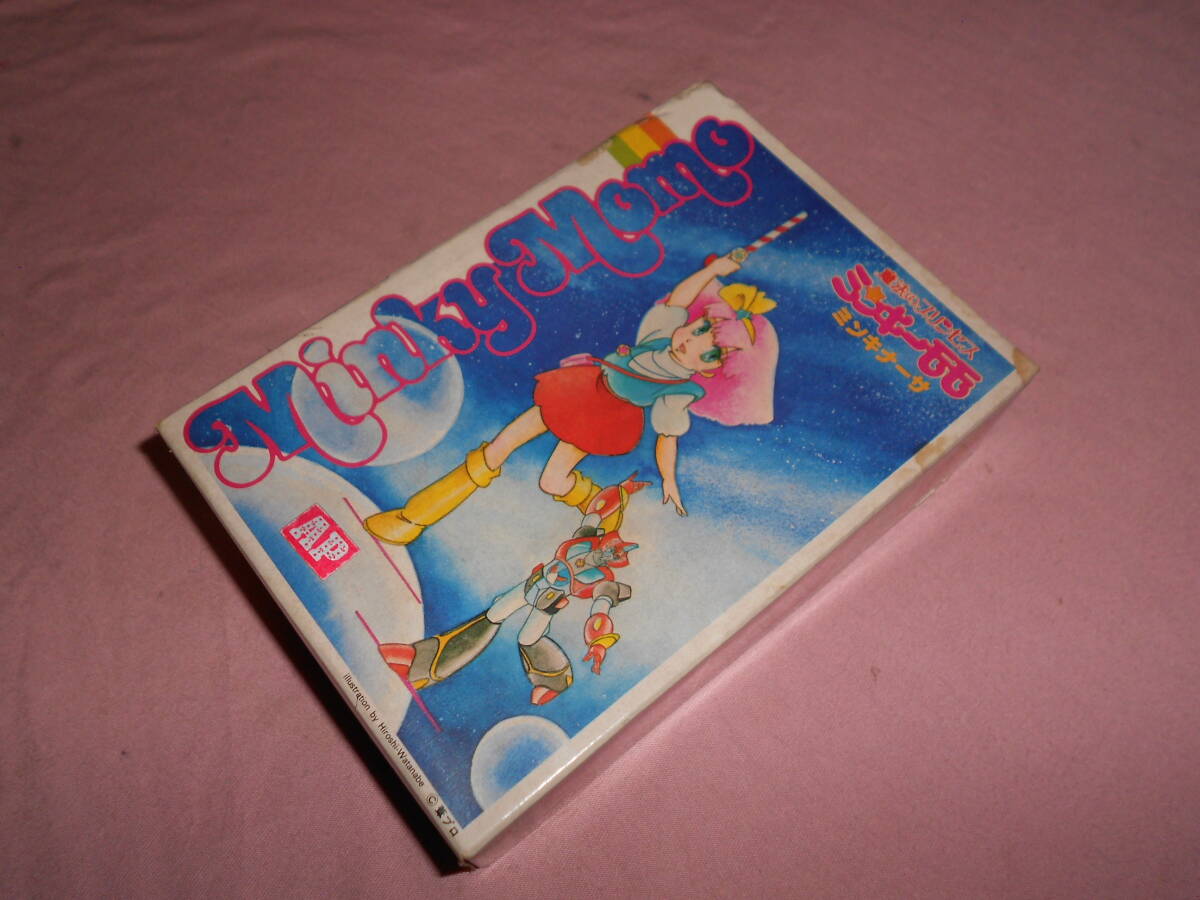 Minky Momo
魔法のプリンセス
ミンキーモモ
ミンキナーサ
AP
illustration by Hiroshi-Watanabe © 葦プロ